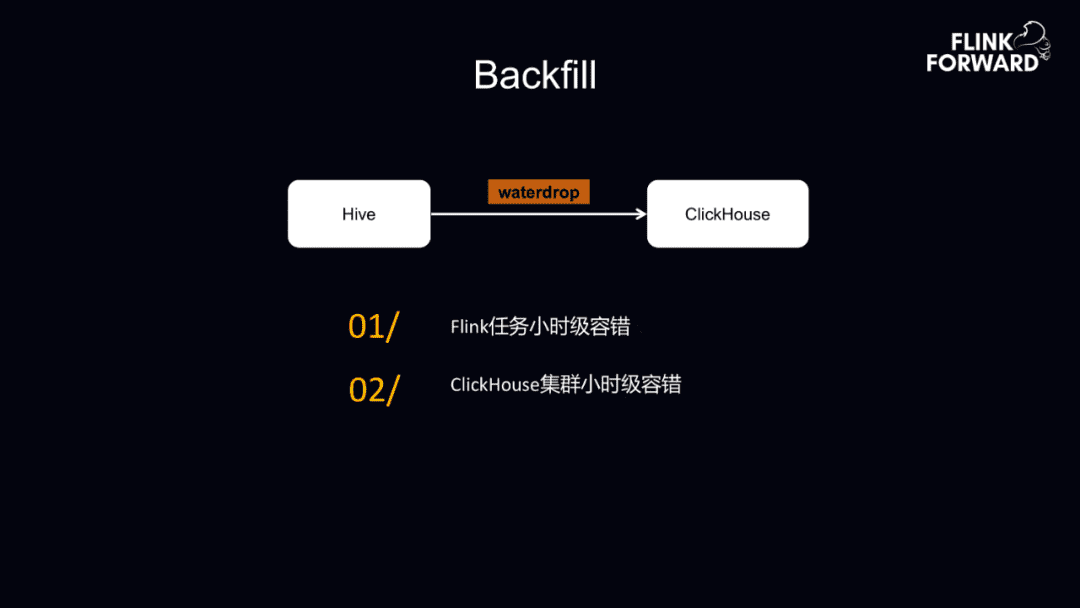 FLINK
FORWARD
Backfill
waterdrop
Hive
ClickHouse
01/
Flink任务小时级容错
02/
ClickHouse集群小时级容错